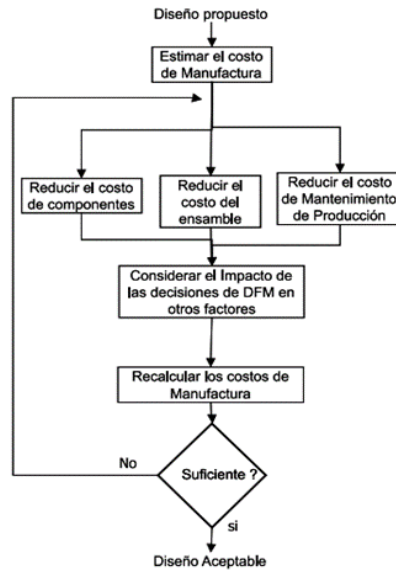 Diseño propuesto
Estimar el costo
de Manufactura
Reducir el costo
de componentes
Reducir el
costo del
ensamble
Reducir el costo
de Mantenimiento
de Producción
Considerar el Impacto de
las decisiones de DFM en
otros factores
Recalcular los costos de
Manufactura
Suficiente ?
No
si
Diseño Aceptable